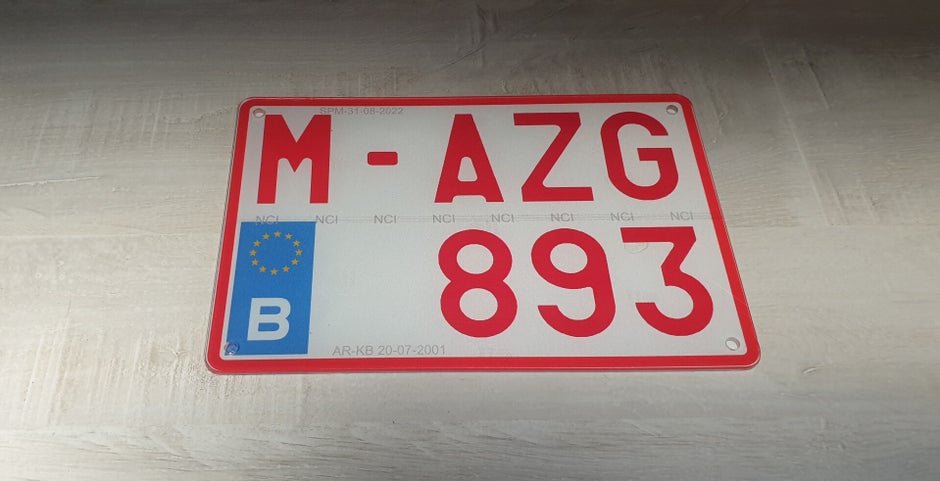 SPM-31-08-2022
M-AZG
NCI NCI NCI NCI NCI NCI NCI NCI
B
893
AR-KB 20-07-2001